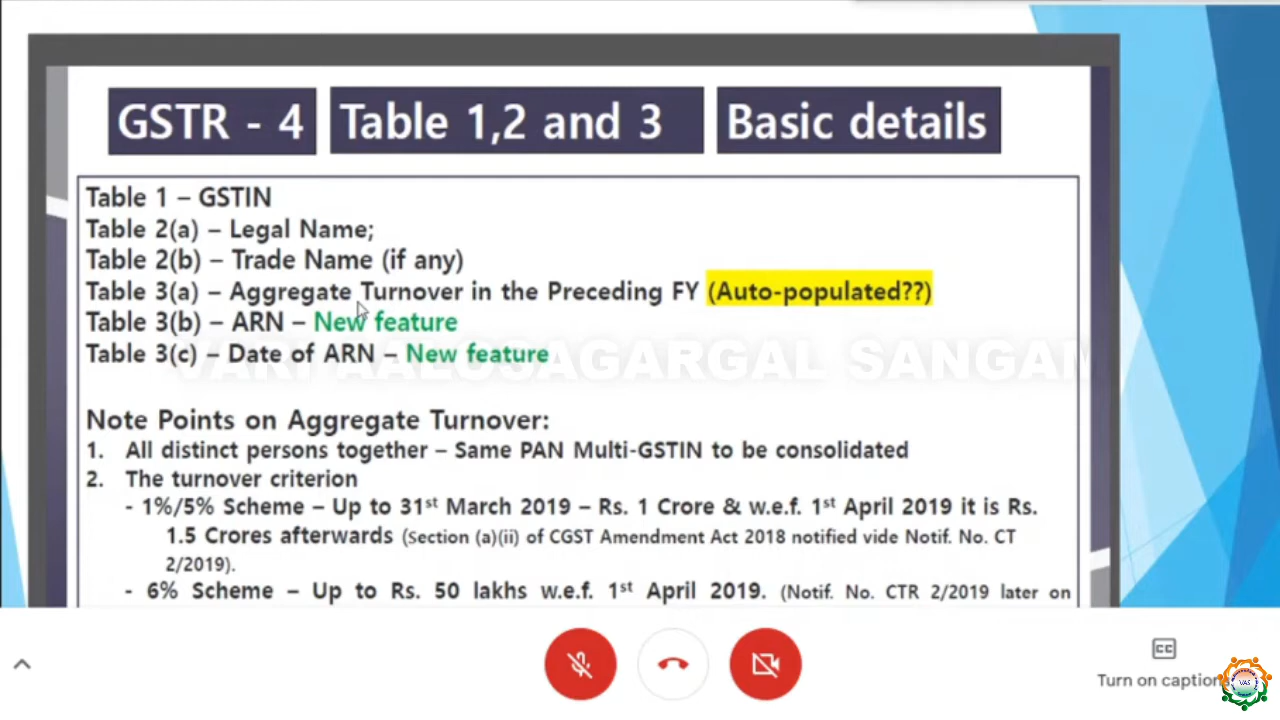 GSTR - 4 Table 1,2 and 3 Basic details
Table 1 – GSTIN
Table 2(a) – Legal Name;
Table 2(b) – Trade Name (if any)
Table 3(a) – Aggregate Turnover in the Preceding FY (Auto-populated??)
Table 3(b) – ARN – New feature
Table 3(c) – Date of ARN – New feature
VARI AALOSAGARGAL SANGAM
Note Points on Aggregate Turnover:
1. All distinct persons together – Same PAN Multi-GSTIN to be consolidated
2. The turnover criterion
- 1%/5% Scheme – Up to 31st March 2019 – Rs. 1 Crore & w.e.f. 1st April 2019 it is Rs.
1.5 Crores afterwards (Section (a)(ii) of CGST Amendment Act 2018 notified vide Notif. No. CT
2/2019).
- 6% Scheme – Up to Rs. 50 lakhs w.e.f. 1st April 2019. (Notif. No. CTR 2/2019 later on
CC
Turn on caption
VAS